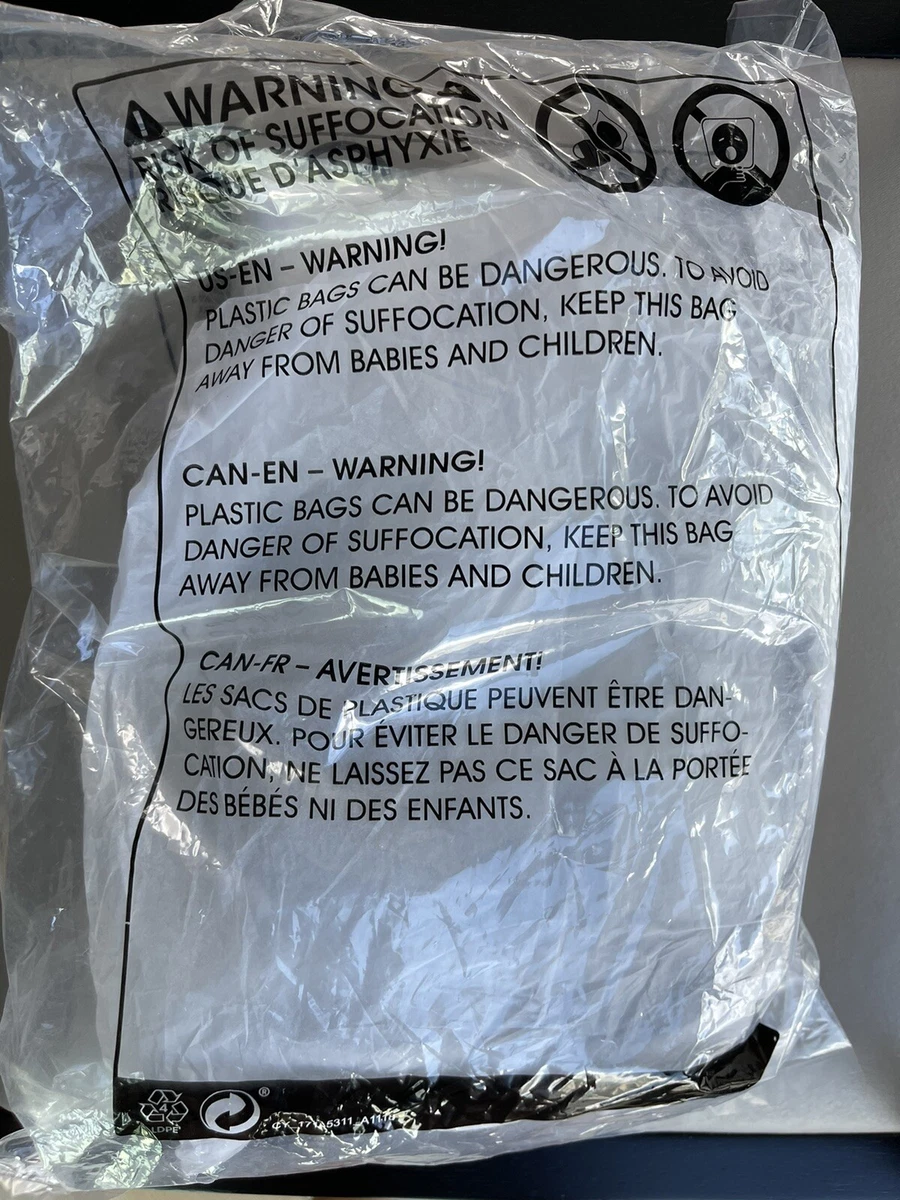 WARNING
RISK OF SUFFOCATION
RISQUE D'ASPHYXIE
US-EN – WARNING!
PLASTIC BAGS CAN BE DANGEROUS. TO AVOID
DANGER OF SUFFOCATION, KEEP THIS BAG
AWAY FROM BABIES AND CHILDREN.
CAN-EN – WARNING!
PLASTIC BAGS CAN BE DANGEROUS. TO AVOID
DANGER OF SUFFOCATION, KEEP THIS BAG
AWAY FROM BABIES AND CHILDREN.
CAN-FR – AVERTISSEMENT!
LES SACS DE PLASTIQUE PEUVENT ÊTRE DAN-
GEREUX. POUR ÉVITER LE DANGER DE SUFFO-
CATION, NE LAISSEZ PAS CE SAC À LA PORTÉE
DES BÉBÉS NI DES ENFANTS.
4
LDPE
®